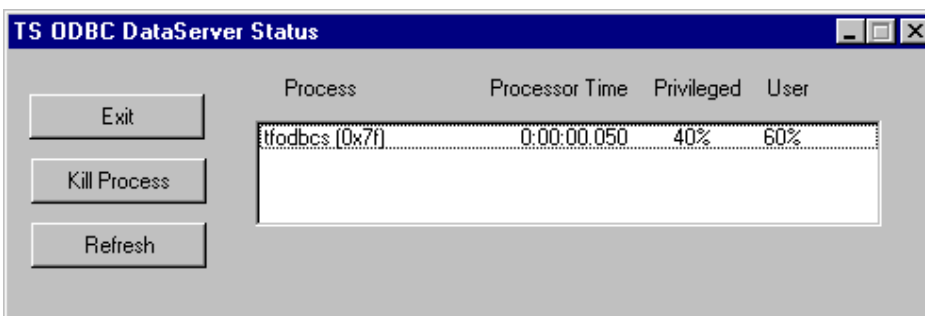 TS ODBC DataServer Status
Process Processor Time Privileged User
Exit
tfodbcs (0x7f) 0:00:00.050 40% 60%
Kill Process
Refresh